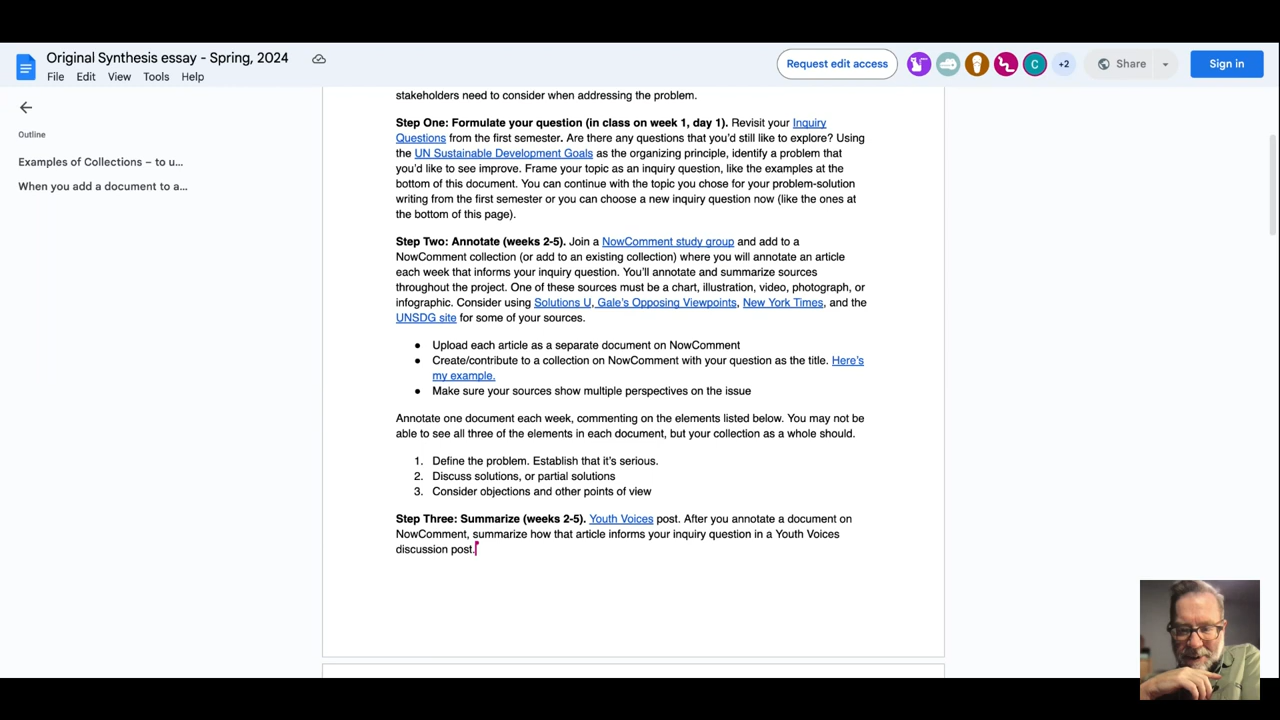 Original Synthesis essay - Spring, 2024
File Edit View Tools Help
Request edit access
C
+2
Share
Sign in
Outline
Examples of Collections – to u...
When you add a document to a...
stakeholders need to consider when addressing the problem.
Step One: Formulate your question (in class on week 1, day 1). Revisit your Inquiry
Questions from the first semester. Are there any questions that you'd still like to explore? Using
the UN Sustainable Development Goals as the organizing principle, identify a problem that
you'd like to see improve. Frame your topic as an inquiry question, like the examples at the
bottom of this document. You can continue with the topic you chose for your problem-solution
writing from the first semester or you can choose a new inquiry question now (like the ones at
the bottom of this page).
Step Two: Annotate (weeks 2-5). Join a NowComment study group and add to a
NowComment collection (or add to an existing collection) where you will annotate an article
each week that informs your inquiry question. You'll annotate and summarize sources
throughout the project. One of these sources must be a chart, illustration, video, photograph, or
infographic. Consider using Solutions U, Gale's Opposing Viewpoints, New York Times, and the
UNSDG site for some of your sources.
● Upload each article as a separate document on NowComment
● Create/contribute to a collection on NowComment with your question as the title. Here's
my example.
● Make sure your sources show multiple perspectives on the issue
Annotate one document each week, commenting on the elements listed below. You may not be
able to see all three of the elements in each document, but your collection as a whole should.
1. Define the problem. Establish that it's serious.
2. Discuss solutions, or partial solutions
3. Consider objections and other points of view
Step Three: Summarize (weeks 2-5). Youth Voices post. After you annotate a document on
NowComment, summarize how that article informs your inquiry question in a Youth Voices
discussion post.